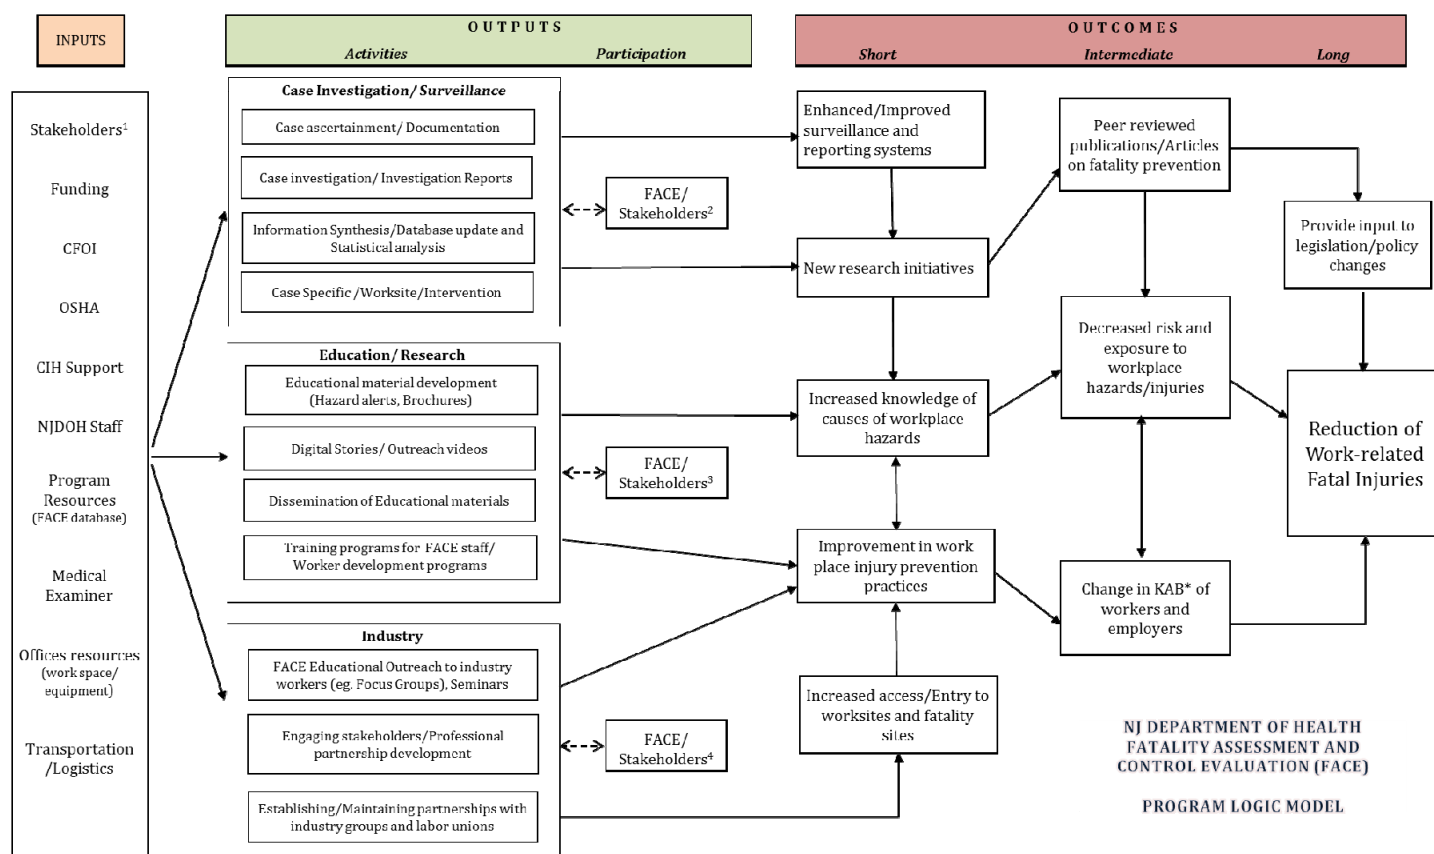 INPUTS
OUTPUTS
Activities
Participation
OUTCOMES
Short
Intermediate
Long
Stakeholders¹
Funding
CFOI
OSHA
CIH Support
NJDOH Staff
Program
Resources
(FACE database)
Medical
Examiner
Offices resources
(work space/
equipment)
Transportation
/Logistics
Case Investigation/ Surveillance
Case ascertainment/ Documentation
Case investigation/ Investigation Reports
Information Synthesis/Database update and
Statistical analysis
Case Specific /Worksite/Intervention
FACE/
Stakeholders²
Education/ Research
Educational material development
(Hazard alerts, Brochures)
Digital Stories/ Outreach videos
Dissemination of Educational materials
Training programs for FACE staff/
Worker development programs
FACE/
Stakeholders³
Industry
FACE Educational Outreach to industry
workers (eg. Focus Groups), Seminars
Engaging stakeholders/Professional
partnership development
Establishing/Maintaining partnerships with
industry groups and labor unions
FACE/
Stakeholders⁴
Enhanced/Improved
surveillance and
reporting systems
New research initiatives
Increased knowledge of
causes of workplace
hazards
Improvement in work
place injury prevention
practices
Increased access/Entry to
worksites and fatality
sites
Peer reviewed
publications/Articles
on fatality prevention
Decreased risk and
exposure to
workplace
hazards/injuries
Change in KAB* of
workers and
employers
Provide input to
legislation/policy
changes
Reduction of
Work-related
Fatal Injuries
NJ DEPARTMENT OF HEALTH
FATALITY ASSESSMENT AND
CONTROL EVALUATION (FACE)
PROGRAM LOGIC MODEL